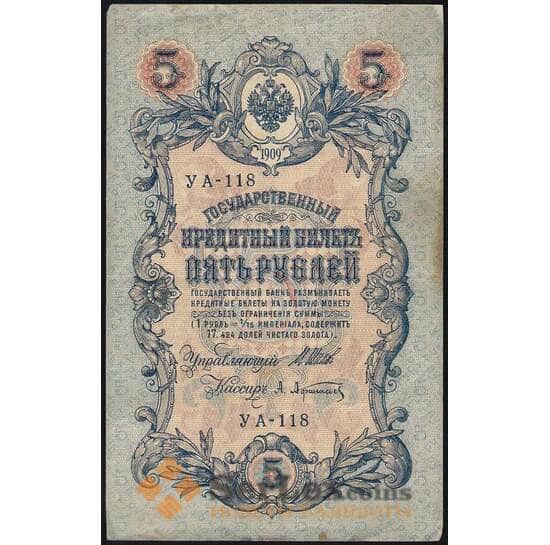 5 5
1909
УА-118
ГОСУДАРСТВЕННЫЙ
КРЕДИТНЫЙ БИЛЕТЪ
ПЯТЬ РУБЛЕЙ
ГОСУДАРСТВЕННЫЙ БАНКЪ РАЗМѢНИВАЕТЪ
КРЕДИТНЫЕ БИЛЕТЫ НА ЗОЛОТУЮ МОНЕТУ
БЕЗЪ ОГРАНИЧЕНІЯ СУММЫ
(1 РУБЛЬ = 1/15 ИМПЕРІАЛА, СОДЕРЖИТЪ
17,424 ДОЛЕЙ ЧИСТАГО ЗОЛОТА).
Управляющій
Кассиръ
УА-118
5